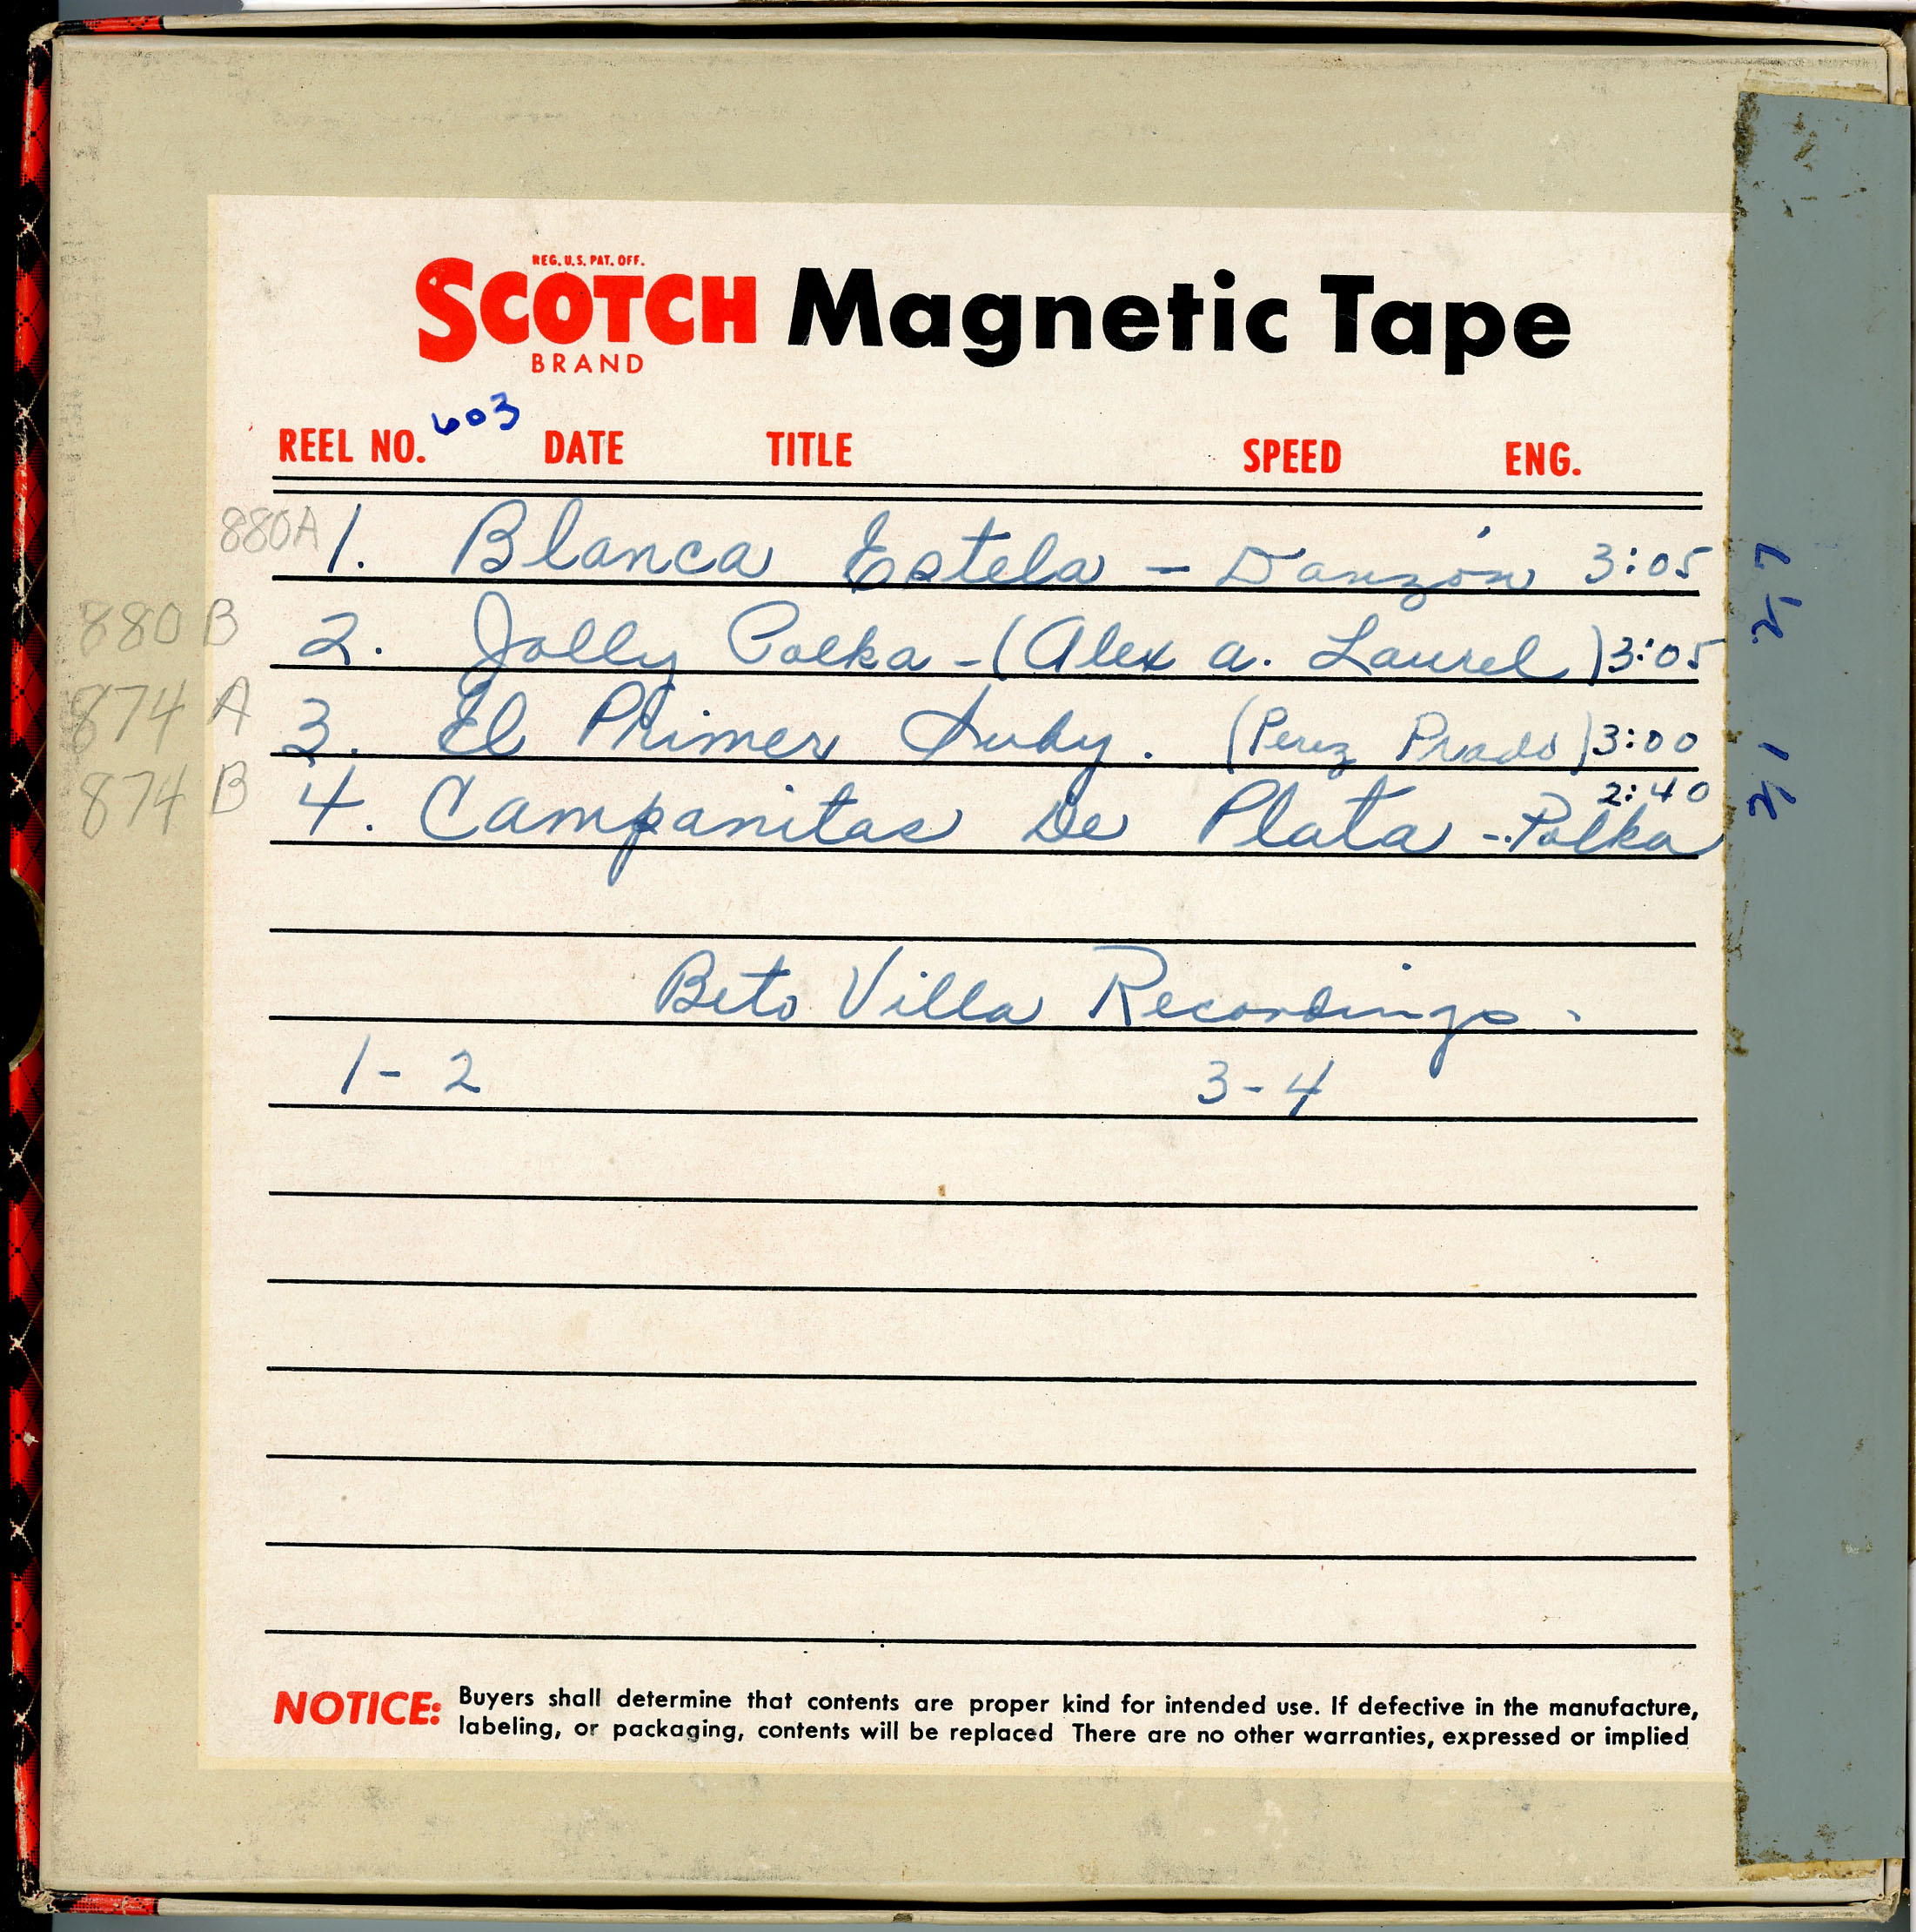 REG. U.S. PAT. OFF.
SCOTCH Magnetic Tape
BRAND
REEL NO. 603 DATE TITLE SPEED ENG.
880A 1. Blanca Estela - Danzón 3:05
880 B 2. Jolly Polka - (Alex A. Laurel) 3:05
874 A 3. El Primer . (Perez Prado) 3:00
874 B 4. Campanitas De Plata - Polka 2:40
Beto Villa Recordings.
1 - 2 3 - 4
NOTICE: Buyers shall determine that contents are proper kind for intended use. If defective in the manufacture,
labeling, or packaging, contents will be replaced There are no other warranties, expressed or implied